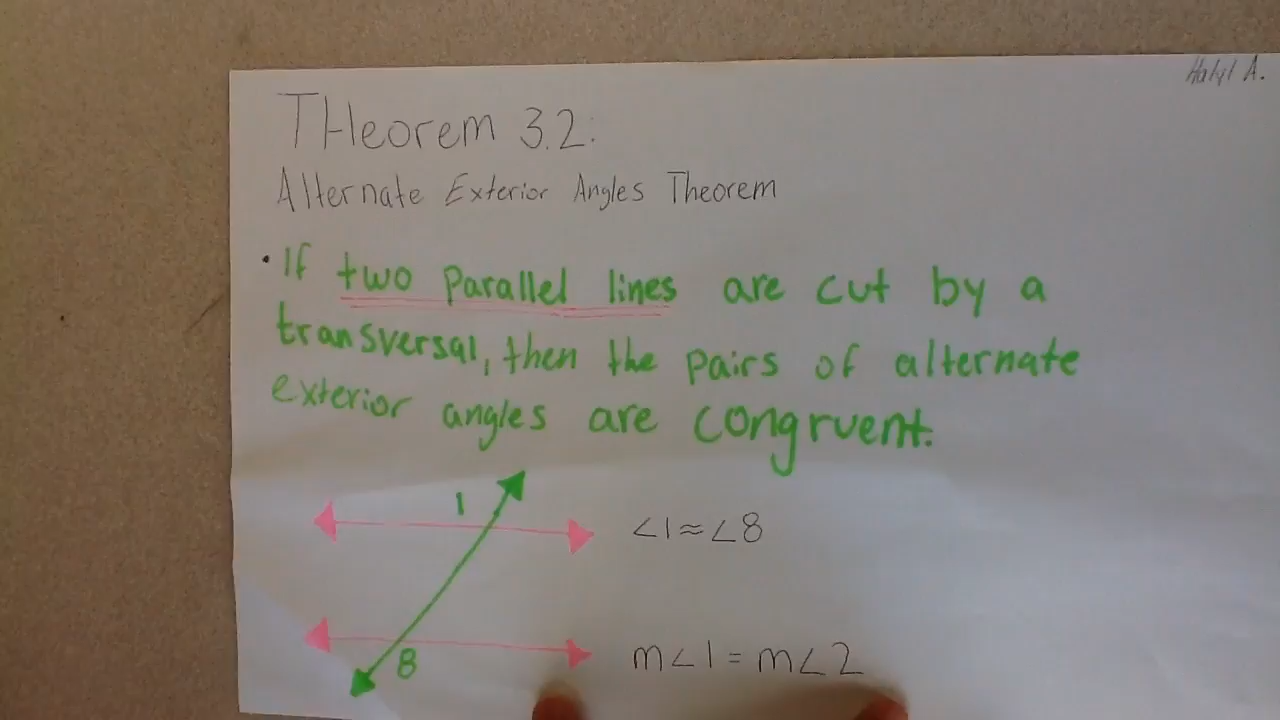 Halyl A.
THeorem 3.2:
Alternate Exterior Angles Theorem
• If two parallel lines are cut by a
transversal, then the pairs of alternate
exterior angles are congruent.
1
∠1≈∠8
8
m∠1=m∠2